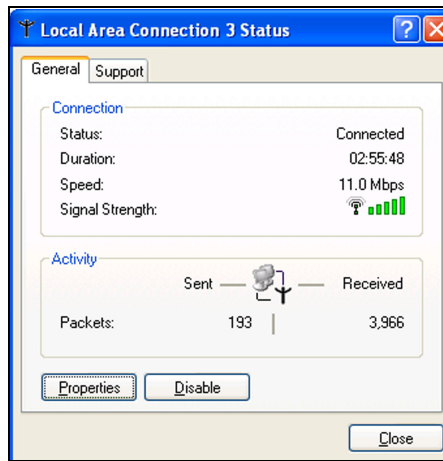 Local Area Connection 3 Status
General Support
Connection
Status: Connected
Duration: 02:55:48
Speed: 11.0 Mbps
Signal Strength:
Activity
Sent Received
Packets: 193 3,966
Properties Disable
Close